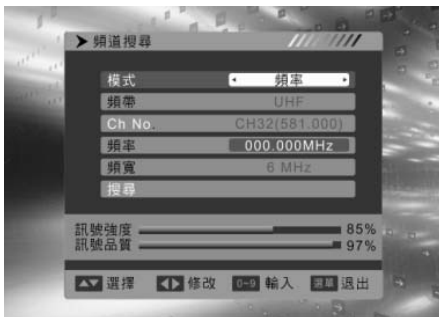 頻道搜尋
模式 頻率
頻帶 UHF
Ch No. CH32(581.000)
頻率 000.000MHz
頻寬 6 MHz
搜尋
訊號強度 85%
訊號品質 97%
選擇 修改 0~9 輸入 選單 退出